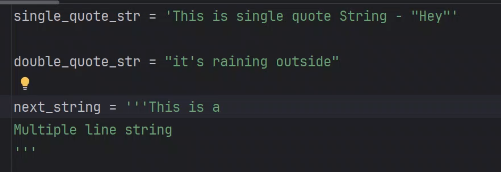 single_quote_str = 'This is single quote String - "Hey"'
double_quote_str = "it's raining outside"
next_string = '''This is a
Multiple line string
'''